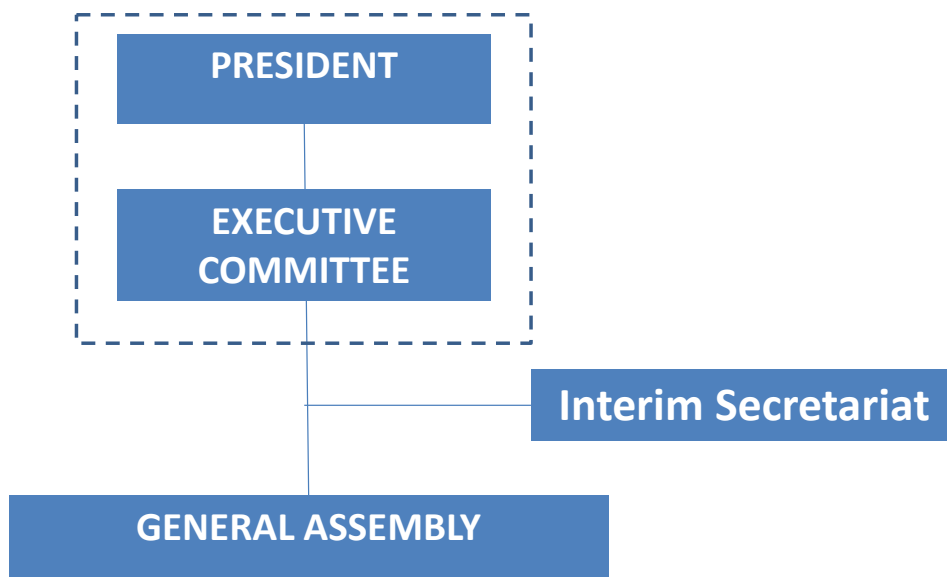 PRESIDENT
EXECUTIVE
COMMITTEE
Interim Secretariat
GENERAL ASSEMBLY